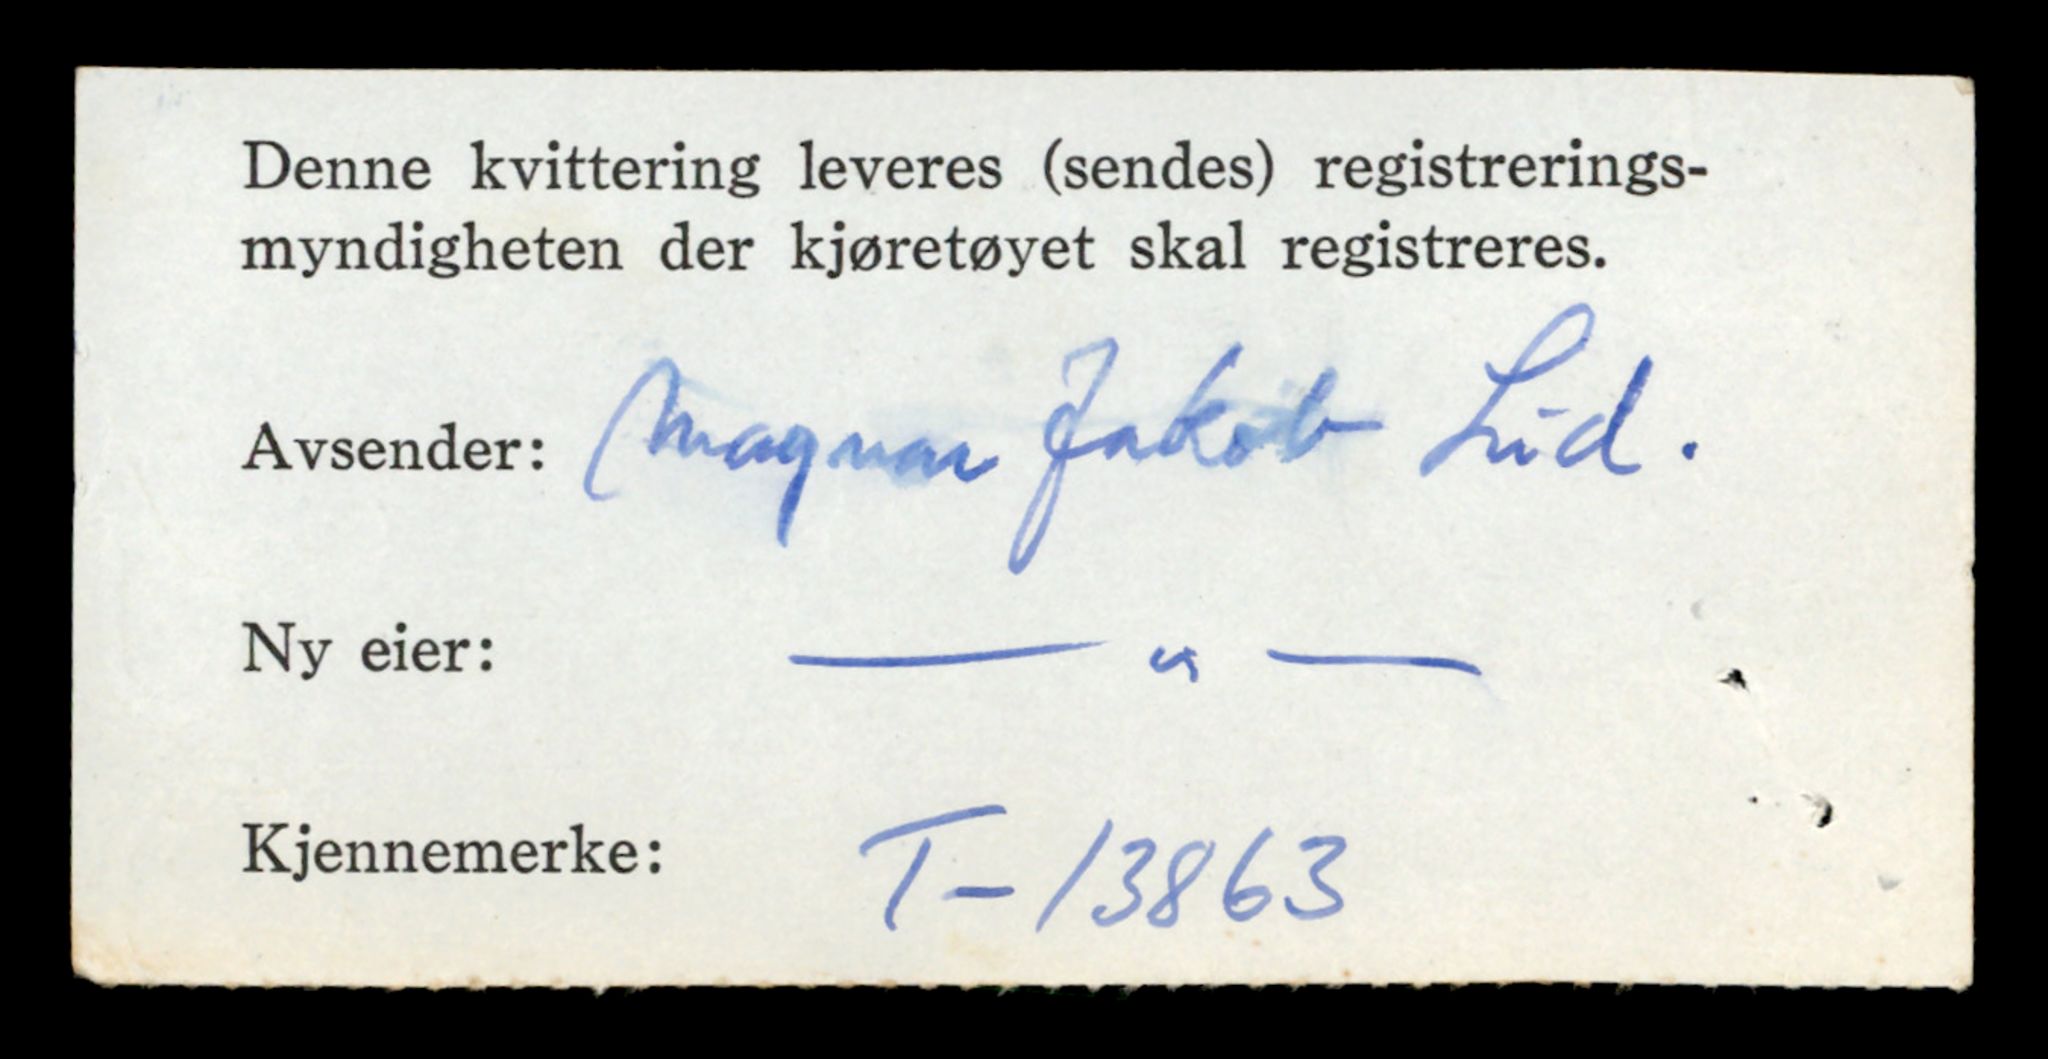 Denne kvittering leveres (sendes) registrerings-
myndigheten der kjøretøyet skal registreres.
Avsender: Magnar Jakob Lid.
Ny eier: — " —
Kjennemerke: T-13863